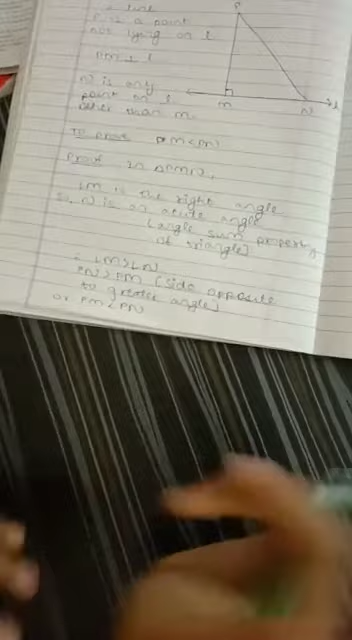 line
P is a point
not lying on l
PM ⊥ l
N is any
point on l
other than m.
P
M
N
l
To prove PM < PN
Proof In △PMN,
∠M is the right angle
N is an acute angle
(angle sum property
of triangle)
∴ ∠M > ∠N
PN > PM (side opposite
to greater angle)
or PM < PN